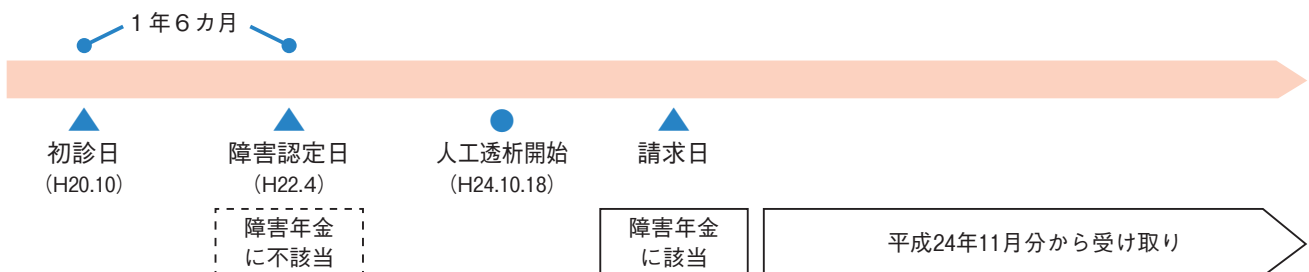 １年６カ月
初診日
（H20.10）
障害認定日
（H22.4）
人工透析開始
（H24.10.18）
請求日
障害年金
に不該当
障害年金
に該当
平成24年11月分から受け取り